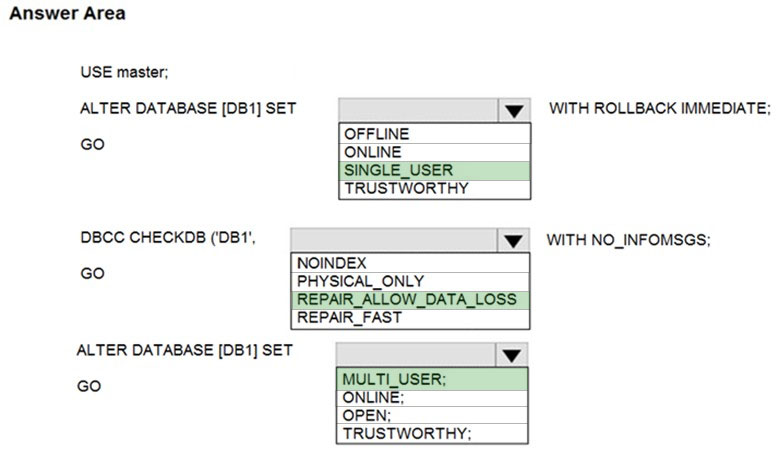 Answer Area
USE master;
ALTER DATABASE [DB1] SET WITH ROLLBACK IMMEDIATE;
GO
OFFLINE
ONLINE
SINGLE_USER
TRUSTWORTHY
DBCC CHECKDB ('DB1', WITH NO_INFOMSGS;
GO
NOINDEX
PHYSICAL_ONLY
REPAIR_ALLOW_DATA_LOSS
REPAIR_FAST
ALTER DATABASE [DB1] SET
GO
MULTI_USER;
ONLINE;
OPEN;
TRUSTWORTHY;